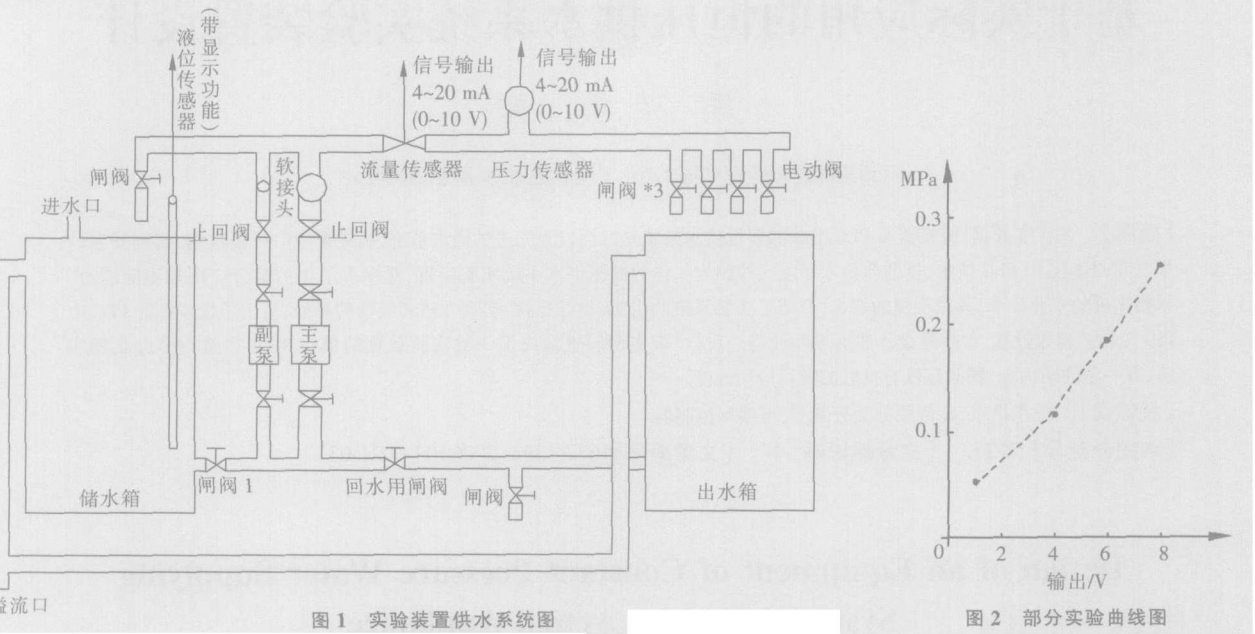 液位传感器
(带显示功能)
信号输出
4~20 mA
(0~10 V)
信号输出
4~20 mA
(0~10 V)
闸阀
进水口
软接头
止回阀
止回阀
流量传感器
压力传感器
闸阀 *3
电动阀
副泵
主泵
闸阀 1
回水用闸阀
闸阀
储水箱
出水箱
溢流口
图 1 实验装置供水系统图
MPa
0.3
0.2
0.1
0
2
4
6
8
输出/V
图 2 部分实验曲线图